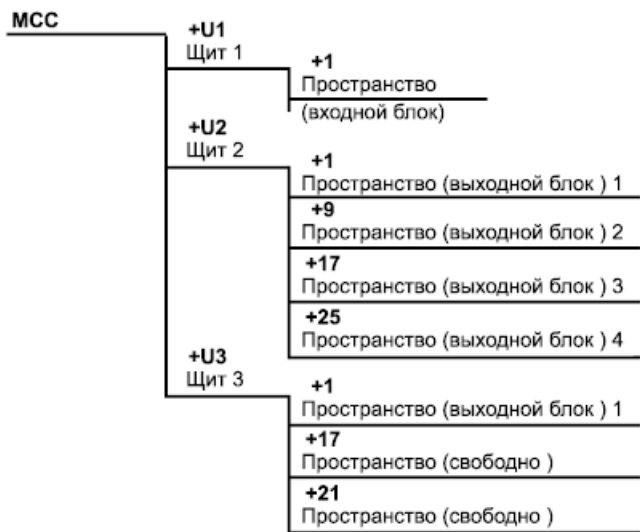 МСС
+U1
Щит 1
+1
Пространство
(входной блок)
+U2
Щит 2
+1
Пространство (выходной блок ) 1
+9
Пространство (выходной блок ) 2
+17
Пространство (выходной блок ) 3
+25
Пространство (выходной блок ) 4
+U3
Щит 3
+1
Пространство (выходной блок ) 1
+17
Пространство (свободно )
+21
Пространство (свободно )